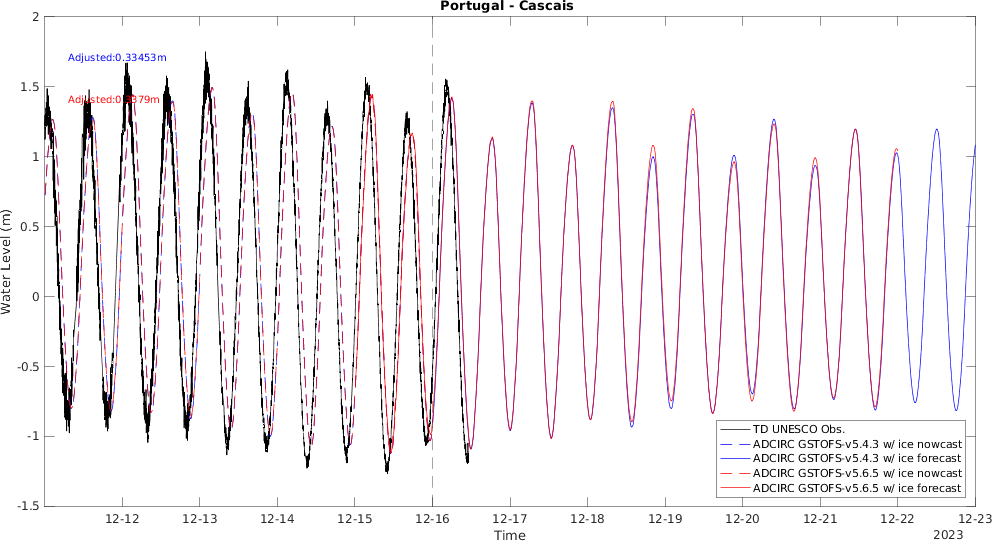 Portugal - Cascais
2
1.5
1
0.5
0
-0.5
-1
-1.5
Water Level (m)
Adjusted:0.33453m
TD UNESCO Obs.
ADCIRC GSTOFS-v5.4.3 w/ ice nowcast
ADCIRC GSTOFS-v5.4.3 w/ ice forecast
ADCIRC GSTOFS-v5.6.5 w/ ice nowcast
ADCIRC GSTOFS-v5.6.5 w/ ice forecast
12-12 12-13 12-14 12-15 12-16 12-17 12-18 12-19 12-20 12-21 12-22 12-23
Time
2023